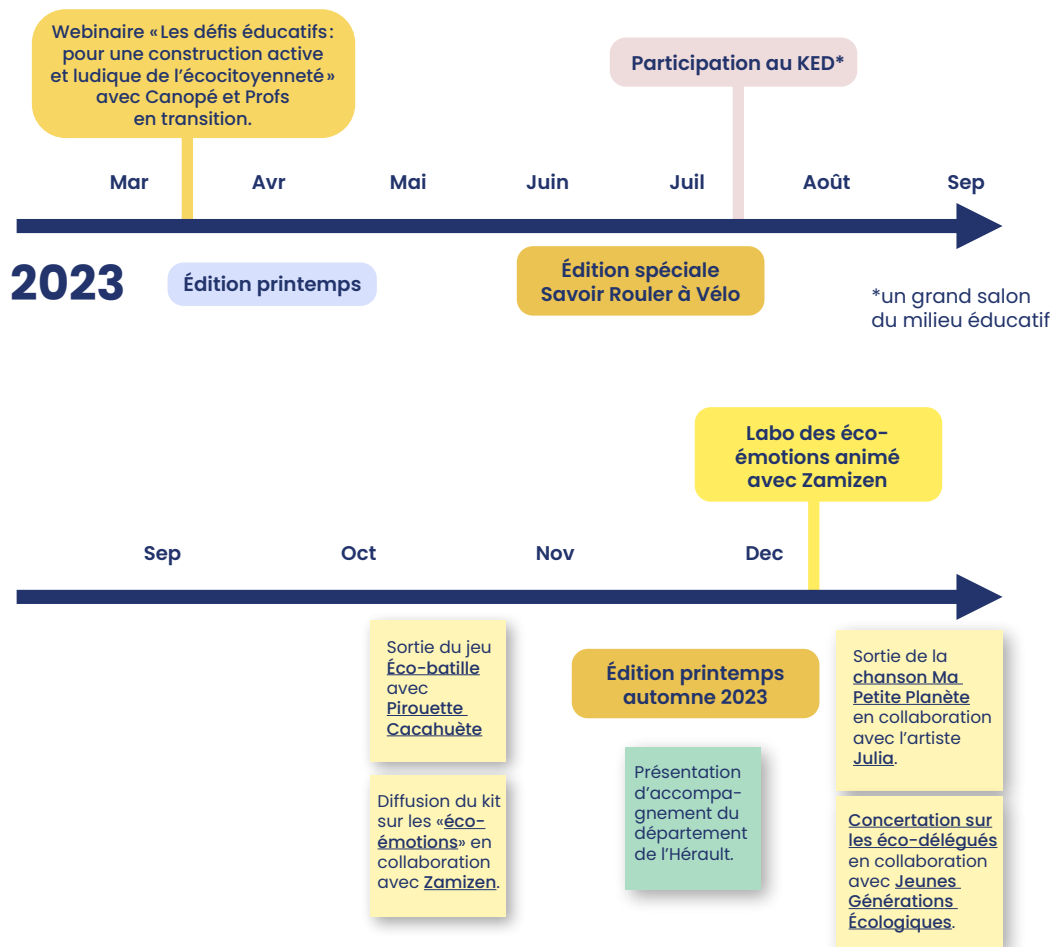 Webinaire «Les défis éducatifs:
pour une construction active
et ludique de l'écocitoyenneté»
avec Canopé et Profs
en transition.
Participation au KED*
Mar
Avr
Mai
Juin
Juil
Août
Sep
2023
Édition printemps
Édition spéciale
Savoir Rouler à Vélo
*un grand salon
du milieu éducatif
Labo des éco-
émotions animé
avec Zamizen
Sep
Oct
Nov
Dec
Sortie du jeu
Éco-batille
avec
Pirouette
Cacahuète
Édition printemps
automne 2023
Sortie de la
chanson Ma
Petite Planète
en collaboration
avec l'artiste
Julia.
Diffusion du kit
sur les «éco-
émotions» en
collaboration
avec Zamizen.
Présentation
d'accompa-
gnement du
département
de l'Hérault.
Concertation sur
les éco-délégués
en collaboration
avec Jeunes
Générations
Écologiques.